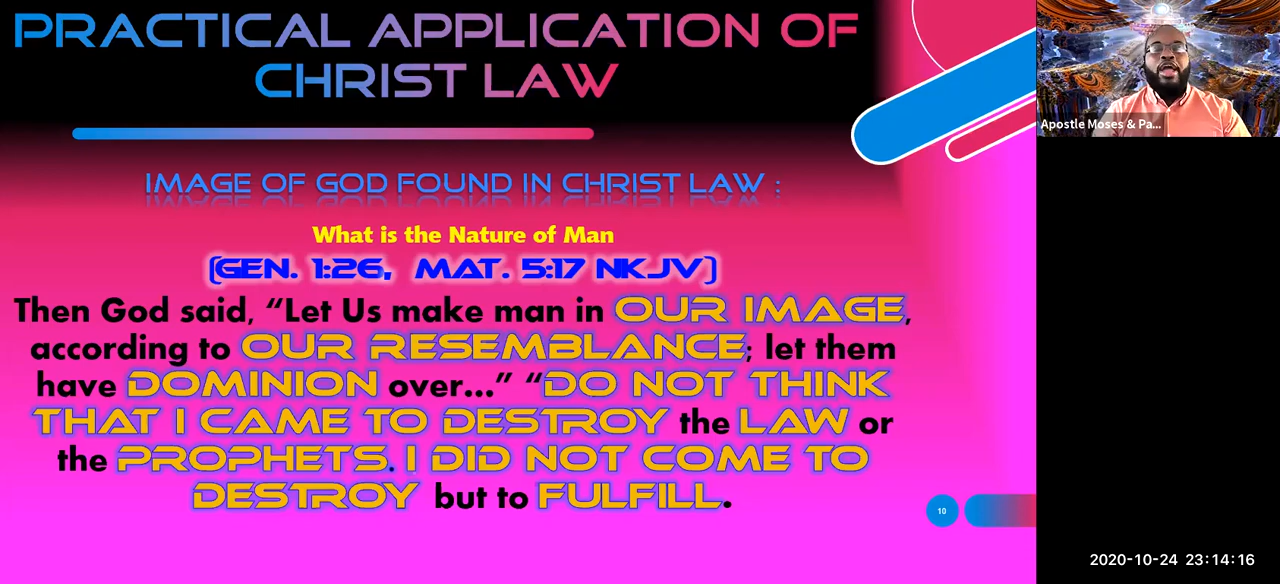 PRACTICAL APPLICATION OF
CHRIST LAW
IMAGE OF GOD FOUND IN CHRIST LAW :
What is the Nature of Man
(GEN. 1:26, MAT. 5:17 NKJV)
Then God said, “Let Us make man in OUR IMAGE,
according to OUR RESEMBLANCE; let them
have DOMINION over...” “DO NOT THINK
THAT I CAME TO DESTROY the LAW or
the PROPHETS. I DID NOT COME TO
DESTROY but to FULFILL.
10
Apostle Moses & Pa...
2020-10-24 23:14:16